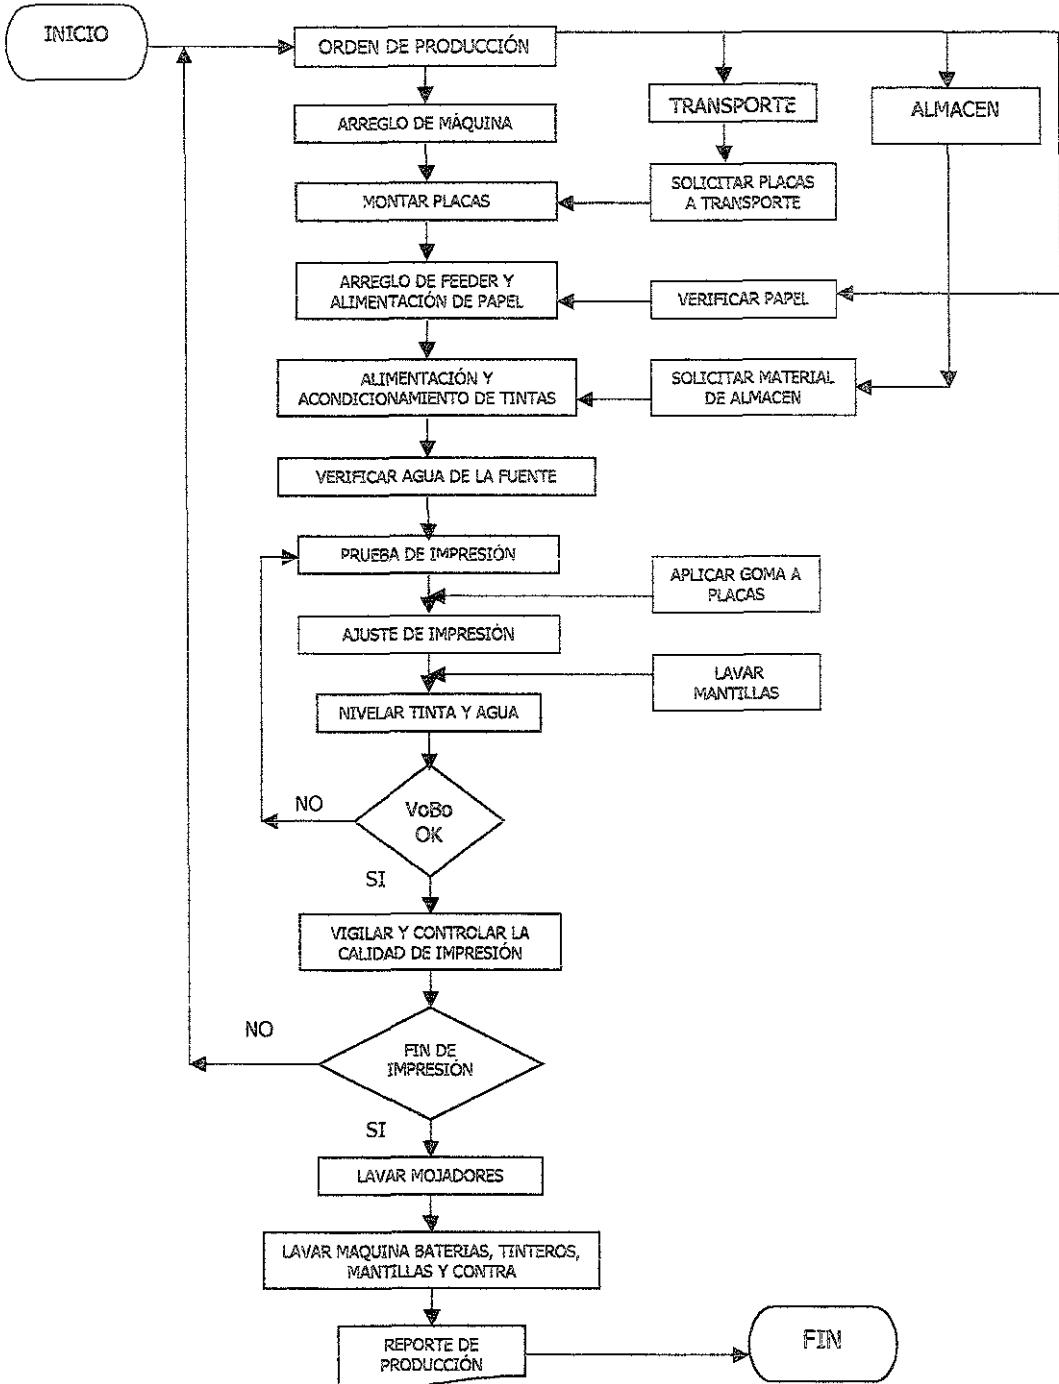 INICIO
ORDEN DE PRODUCCIÓN
ARREGLO DE MÁQUINA
TRANSPORTE
ALMACEN
MONTAR PLACAS
SOLICITAR PLACAS
A TRANSPORTE
ARREGLO DE FEEDER Y
ALIMENTACIÓN DE PAPEL
VERIFICAR PAPEL
ALIMENTACIÓN Y
ACONDICIONAMIENTO DE TINTAS
SOLICITAR MATERIAL
DE ALMACEN
VERIFICAR AGUA DE LA FUENTE
PRUEBA DE IMPRESIÓN
APLICAR GOMA A
PLACAS
AJUSTE DE IMPRESIÓN
LAVAR
MANTILLAS
NIVELAR TINTA Y AGUA
NO
VoBo
OK
SI
VIGILAR Y CONTROLAR LA
CALIDAD DE IMPRESIÓN
NO
FIN DE
IMPRESIÓN
SI
LAVAR MOJADORES
LAVAR MAQUINA BATERIAS, TINTEROS,
MANTILLAS Y CONTRA
REPORTE DE
PRODUCCIÓN
FIN